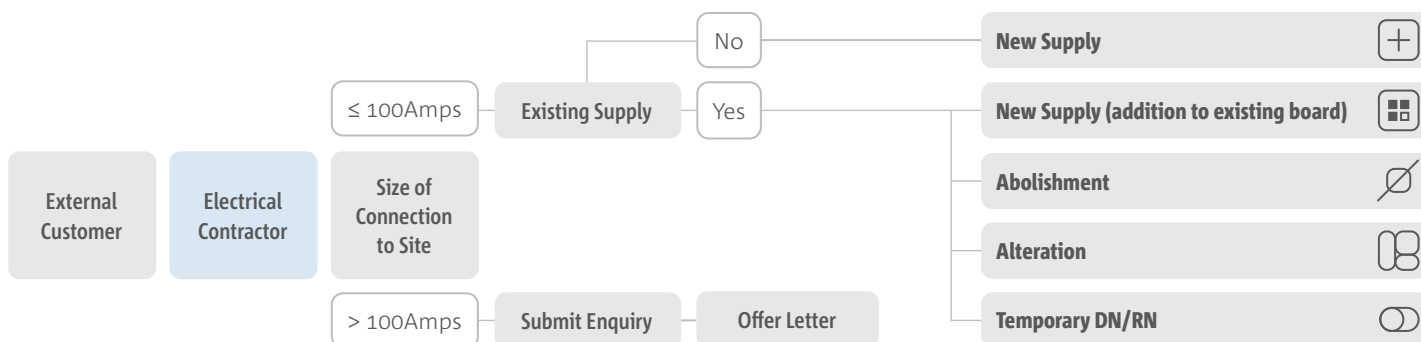 No
New Supply
≤ 100Amps
Existing Supply
Yes
New Supply (addition to existing board)
External
Customer
Electrical
Contractor
Size of
Connection
to Site
Abolishment
Alteration
> 100Amps
Submit Enquiry
Offer Letter
Temporary DN/RN